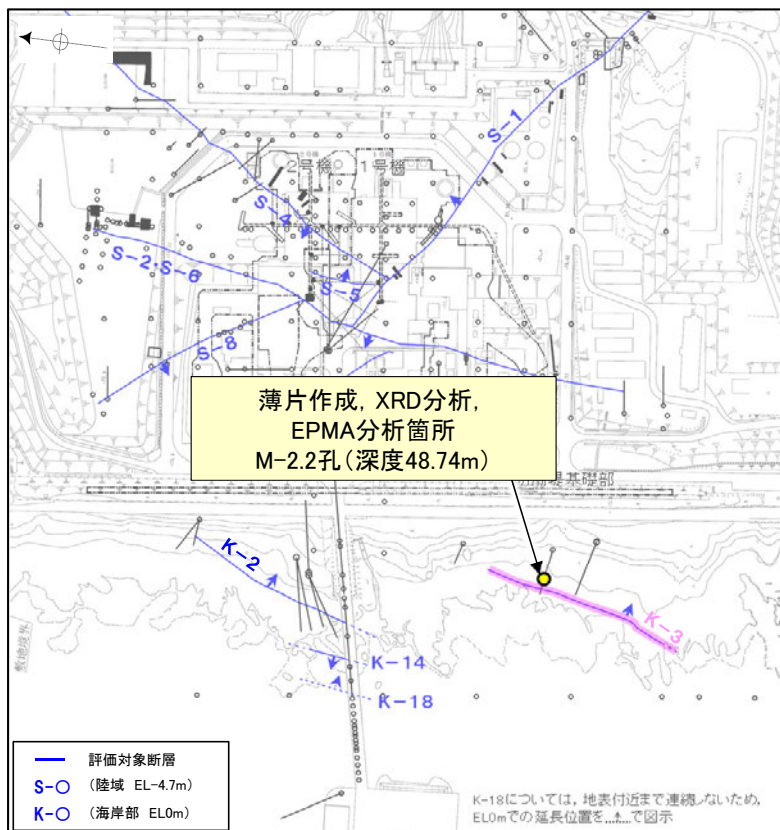 S-1
2号機
1号機
S-4
S-2・S-6
S-5
S-8
薄片作成, XRD分析,
EPMA分析箇所
M-2.2孔(深度48.74m)
堤基礎部
K-2
K-3
K-14
K-18
敷地境界
評価対象断層
S-○ (陸域 EL-4.7m)
K-○ (海岸部 EL0m)
K-18については, 地表付近まで連続しないため,
EL0mでの延長位置を で図示